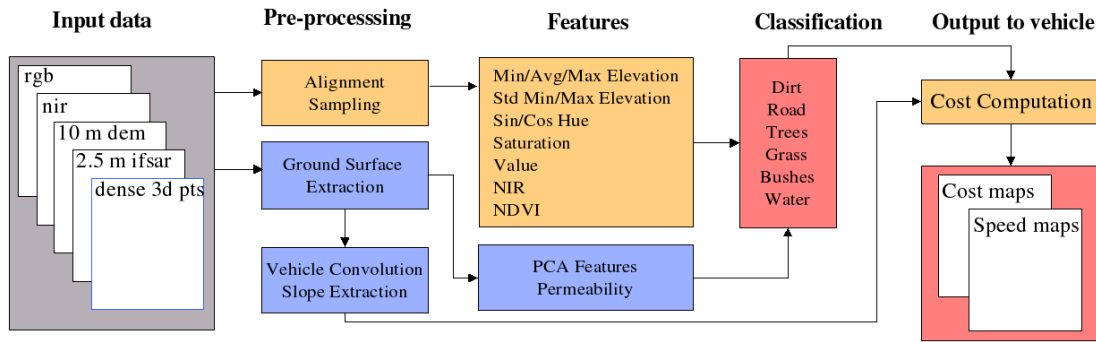 Input data
Pre-processsing
Features
Classification
Output to vehicle
rgb
nir
10 m dem
2.5 m ifsar
dense 3d pts
Alignment
Sampling
Ground Surface
Extraction
Vehicle Convolution
Slope Extraction
Min/Avg/Max Elevation
Std Min/Max Elevation
Sin/Cos Hue
Saturation
Value
NIR
NDVI
PCA Features
Permeability
Dirt
Road
Trees
Grass
Bushes
Water
Cost Computation
Cost maps
Speed maps